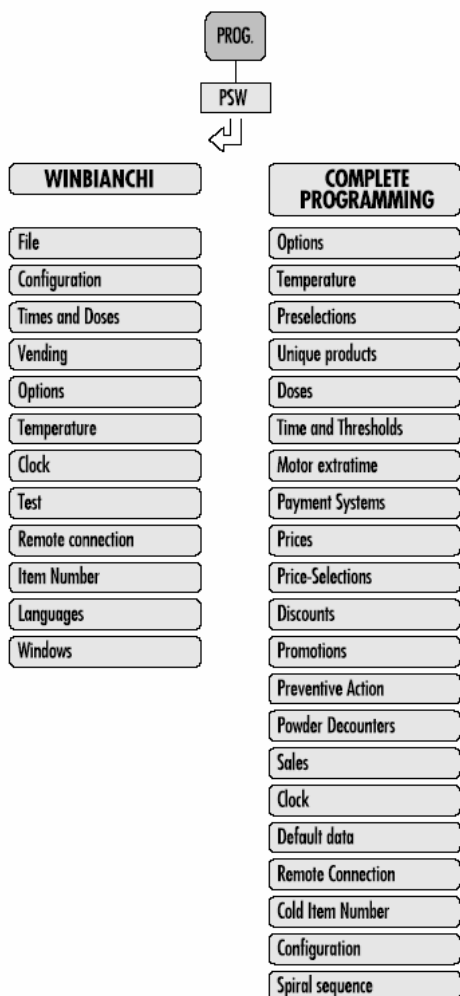 PROG.
PSW
WINBIANCHI
File
Configuration
Times and Doses
Vending
Options
Temperature
Clock
Test
Remote connection
Item Number
Languages
Windows
COMPLETE
PROGRAMMING
Options
Temperature
Preselections
Unique products
Doses
Time and Thresholds
Motor extratime
Payment Systems
Prices
Price-Selections
Discounts
Promotions
Preventive Action
Powder Decounters
Sales
Clock
Default data
Remote Connection
Cold Item Number
Configuration
Spiral sequence